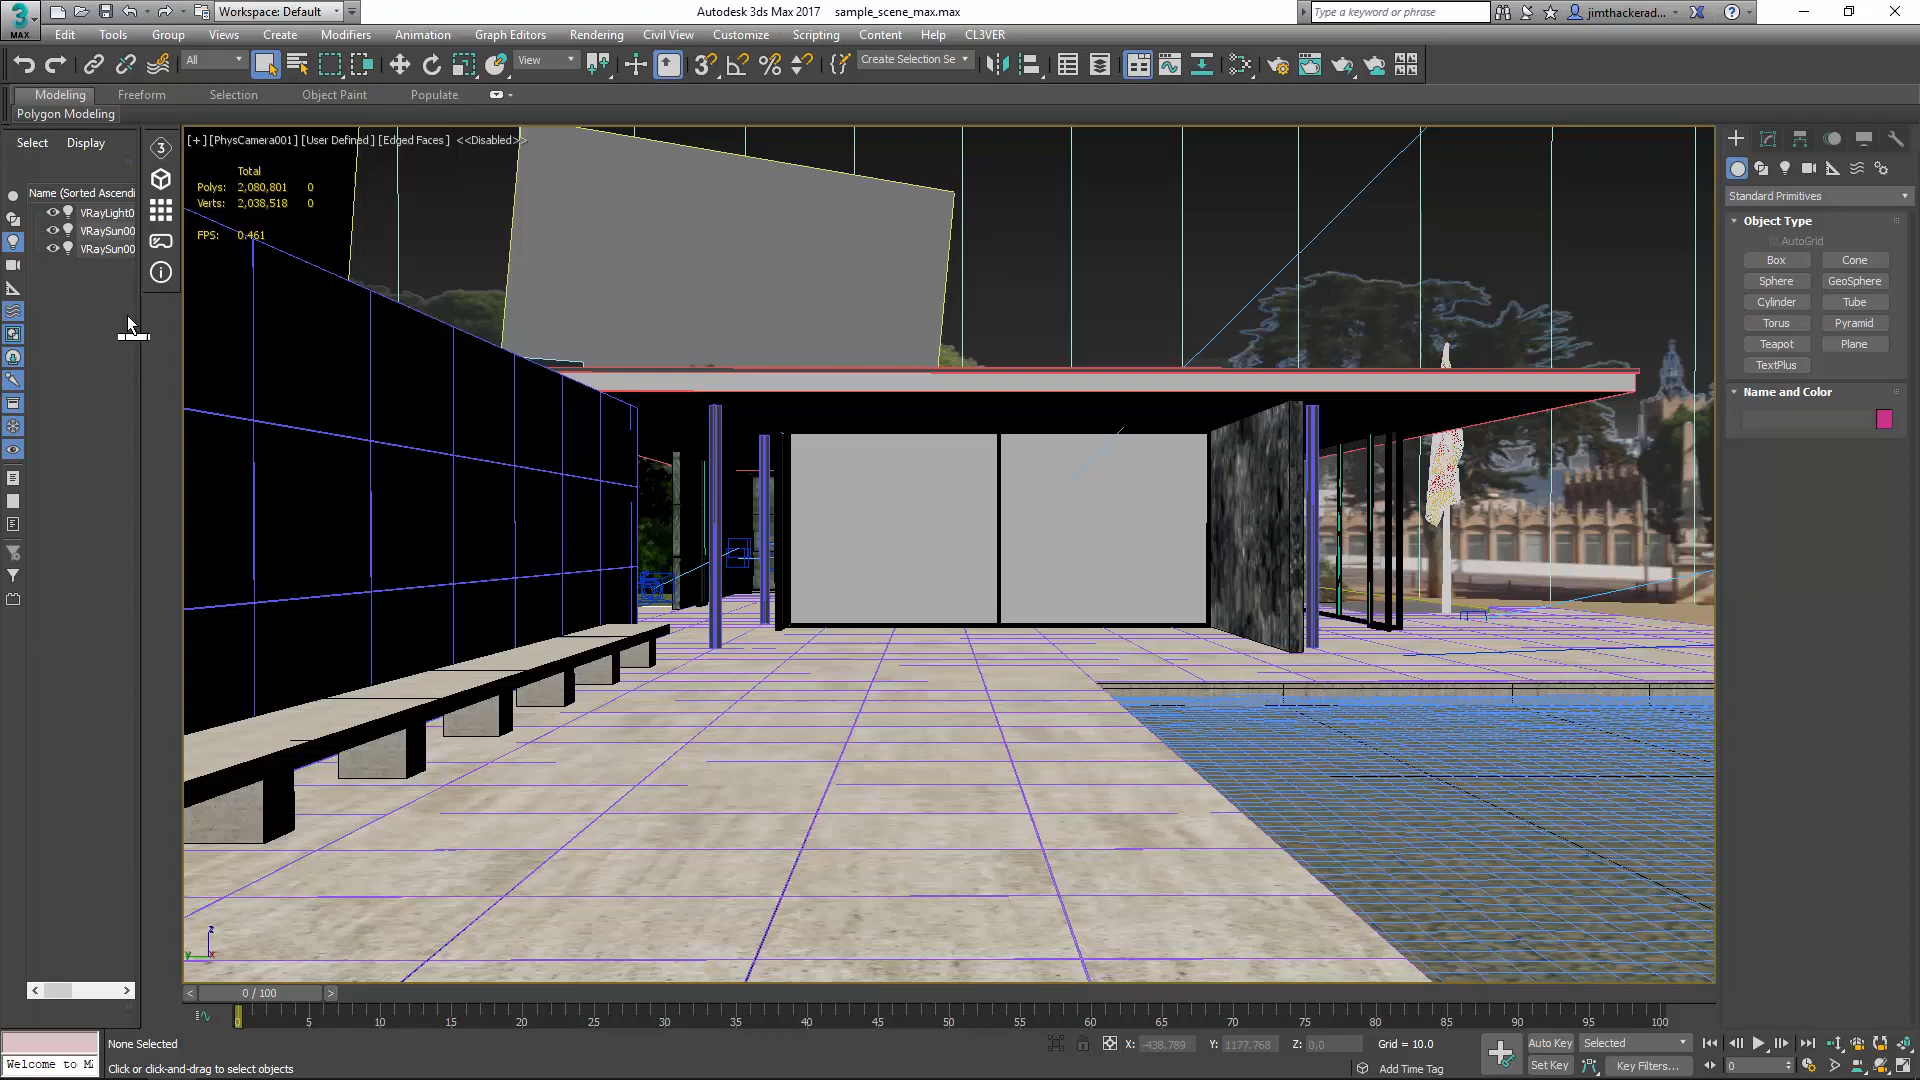 Workspace: Default
Autodesk 3ds Max 2017 sample_scene_max.max
Type a keyword or phrase
jimthackerad...
MAX
Edit Tools Group Views Create Modifiers Animation Graph Editors Rendering Civil View Customize Scripting Content Help CL3VER
All
View
Create Selection Se
Modeling Freeform Selection Object Paint Populate
Polygon Modeling
Select Display
[+] [PhysCamera001] [User Defined] [Edged Faces] <<Disabled>>
Total
Polys: 2,080,801 0
Verts: 2,038,518 0
FPS: 0.461
Name (Sorted Ascendi
VRayLight0
VRaySun00
VRaySun00
Standard Primitives
Object Type
AutoGrid
Box Cone
Sphere GeoSphere
Cylinder Tube
Torus Pyramid
Teapot Plane
TextPlus
Name and Color
z
y x
< 0 / 100 >
0 5 10 15 20 25 30 35 40 45 50 55 60 65 70 75 80 85 90 95 100
None Selected
X: -438.789 Y: 1177.768 Z: 0.0 Grid = 10.0
Auto Key Selected
Welcome to M
Click or click-and-drag to select objects
Add Time Tag
Set Key Key Filters... 0